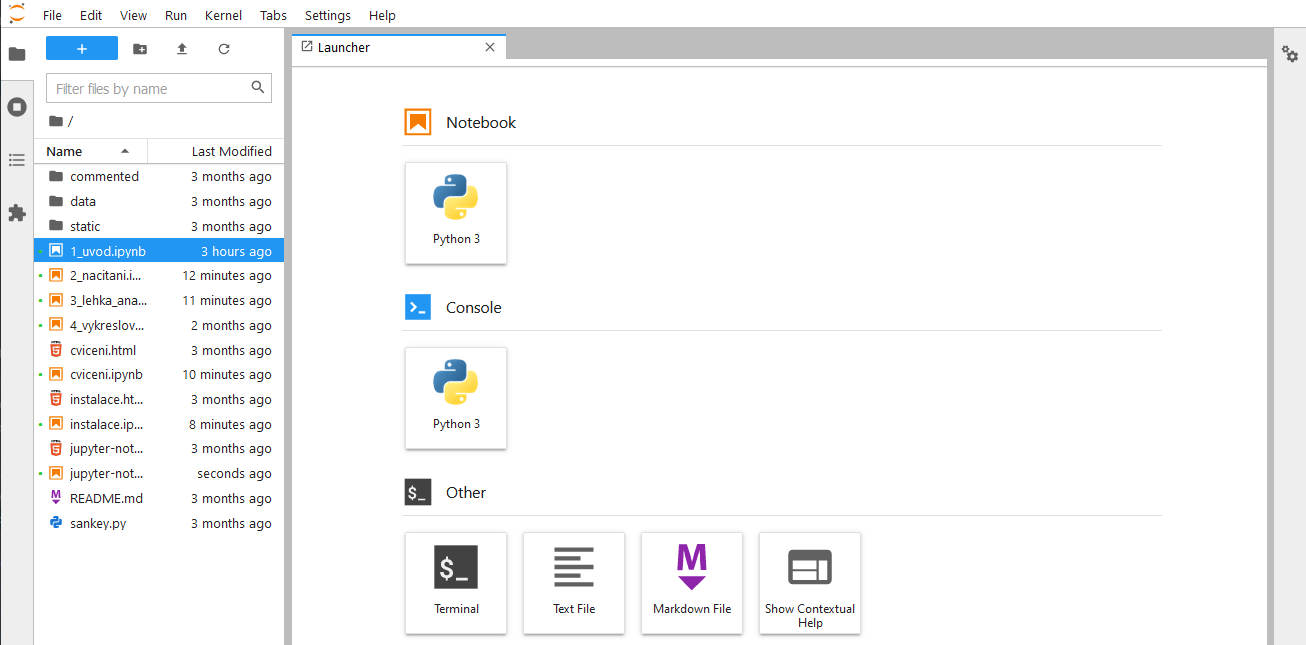 File Edit View Run Kernel Tabs Settings Help
+
Filter files by name
/
Name Last Modified
commented 3 months ago
data 3 months ago
static 3 months ago
1_uvod.ipynb 3 hours ago
2_nacitani.i... 12 minutes ago
3_lehka_ana... 11 minutes ago
4_vykreslov... 2 months ago
cviceni.html 3 months ago
cviceni.ipynb 10 minutes ago
instalace.ht... 3 months ago
instalace.ip... 8 minutes ago
jupyter-not... 3 months ago
jupyter-not... seconds ago
README.md 3 months ago
sankey.py 3 months ago
Launcher
Notebook
Python 3
Console
Python 3
$_ Other
$_
Terminal
Text File
M
Markdown File
Show Contextual
Help